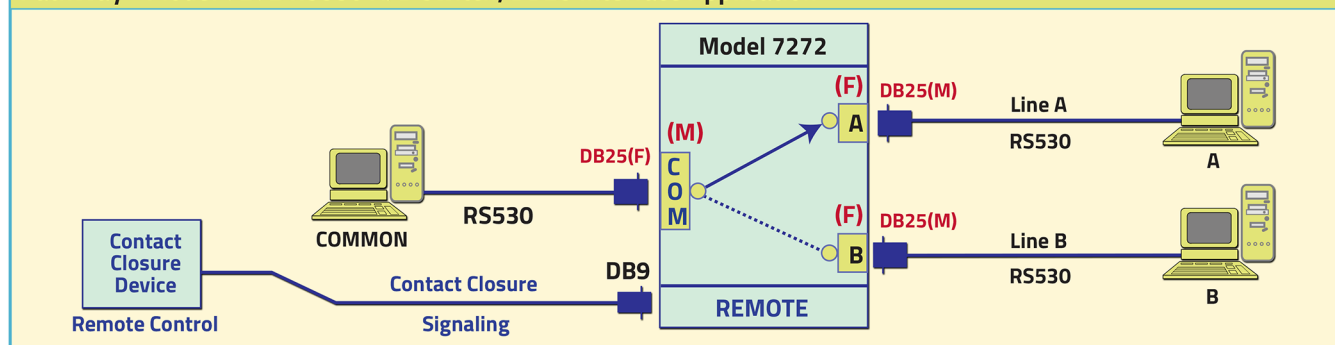 Model 7272
(F)
DB25(M)
Line A
A
RS530
A
(M)
DB25(F)
C
O
M
RS530
COMMON
(F)
DB25(M)
Line B
B
RS530
B
Contact
Closure
Device
Remote Control
Contact Closure
Signaling
DB9
REMOTE